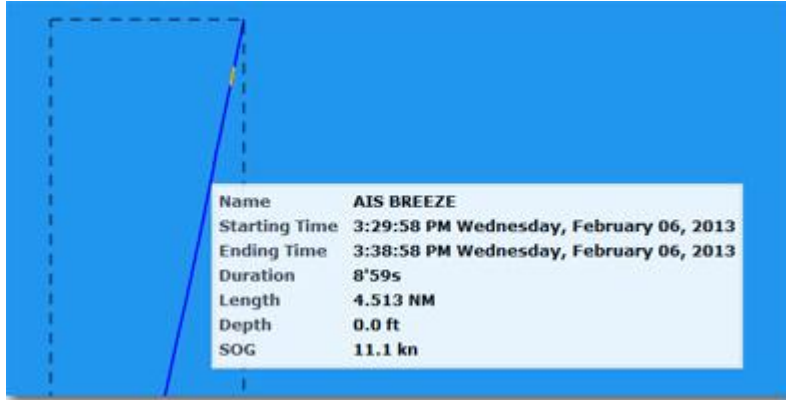 Name AIS BREEZE
Starting Time 3:29:58 PM Wednesday, February 06, 2013
Ending Time 3:38:58 PM Wednesday, February 06, 2013
Duration 8'59s
Length 4.513 NM
Depth 0.0 ft
SOG 11.1 kn